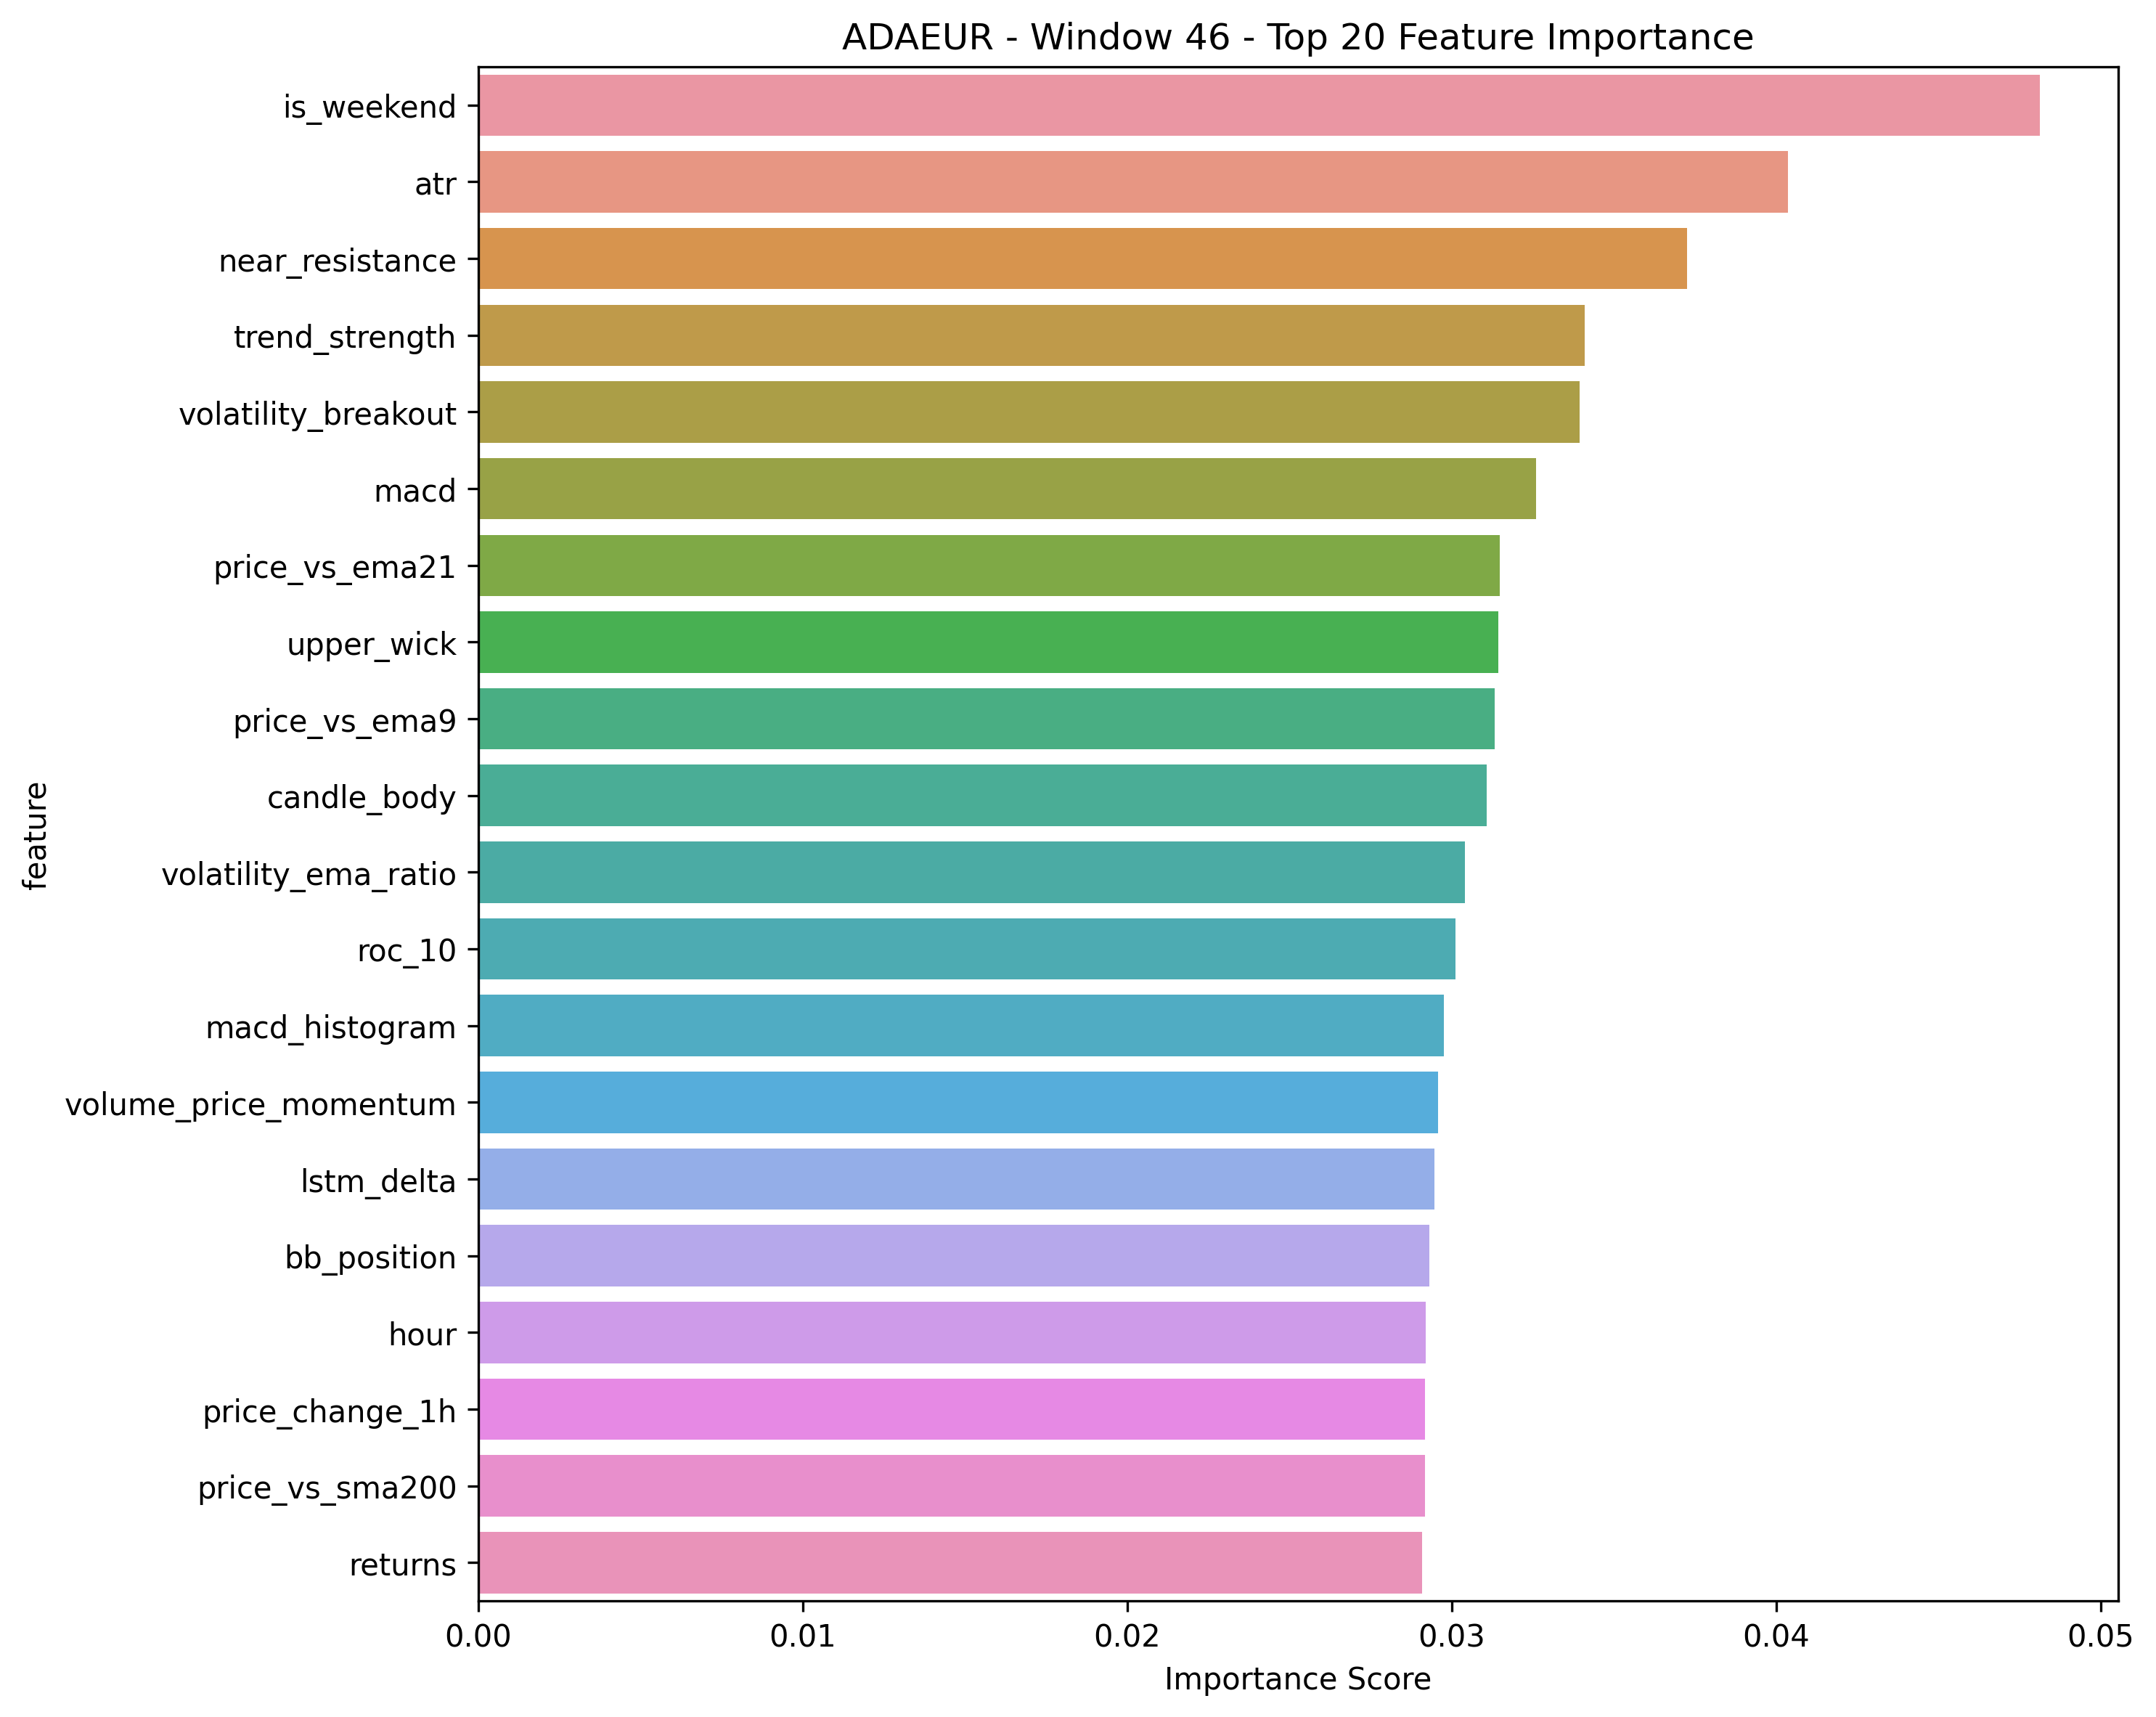 ADAEUR - Window 46 - Top 20 Feature Importance
feature
is_weekend
atr
near_resistance
trend_strength
volatility_breakout
macd
price_vs_ema21
upper_wick
price_vs_ema9
candle_body
volatility_ema_ratio
roc_10
macd_histogram
volume_price_momentum
lstm_delta
bb_position
hour
price_change_1h
price_vs_sma200
returns
0.00 0.01 0.02 0.03 0.04 0.05
Importance Score